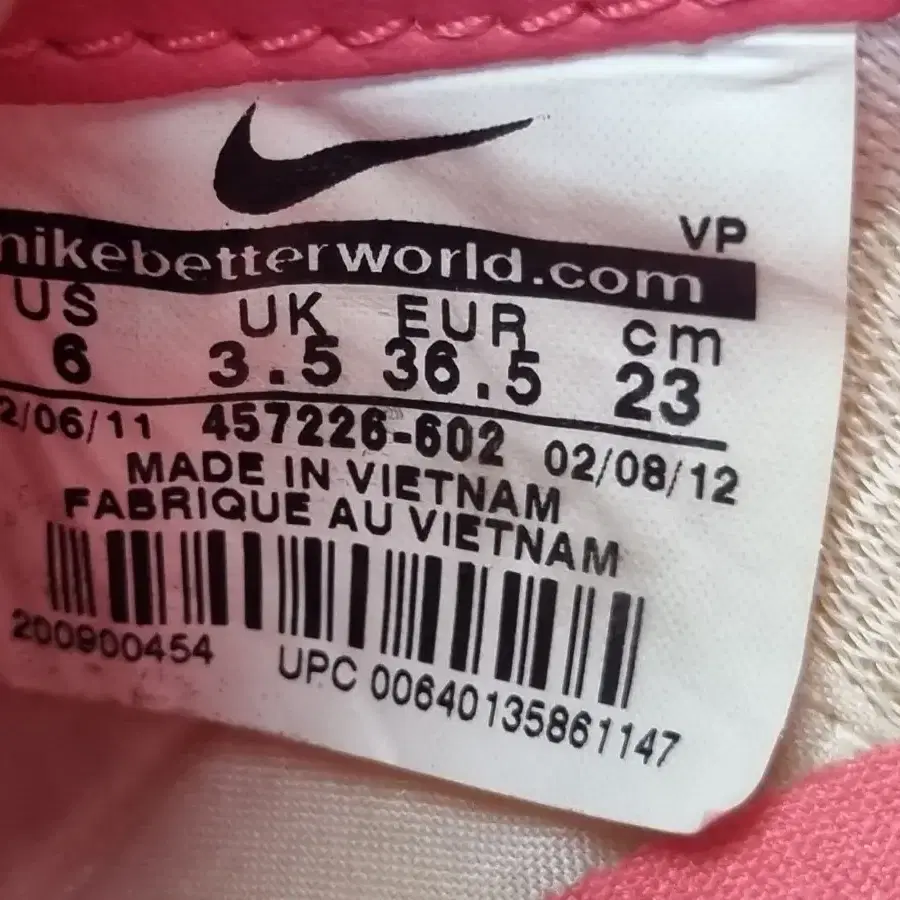 VP
nikebetterworld.com
US UK EUR cm
6 3.5 36.5 23
2/06/11 457226-602 02/08/12
MADE IN VIETNAM
FABRIQUE AU VIETNAM
200900454 UPC 00640135861147